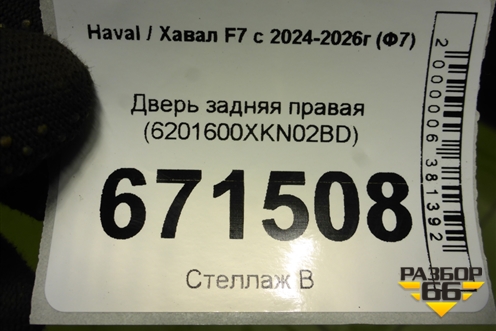 Haval / Хавал F7 с 2024-2026г (Ф7)
Дверь задняя правая
(6201600XKN02BD)
671508
Стеллаж В
2000006381392
РАЗБОР
66